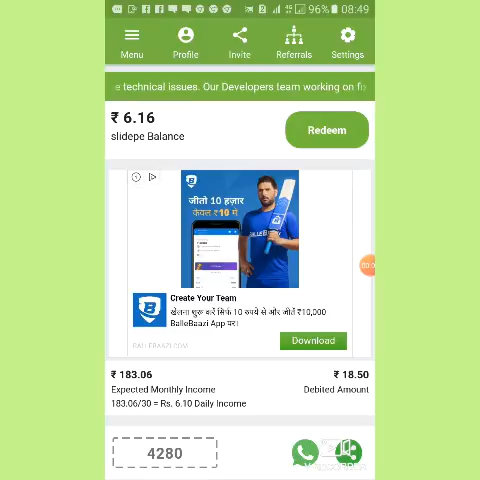 96% 08:49
Menu Profile Invite Referrals Settings
e technical issues. Our Developers team working on fix
₹ 6.16
slidepe Balance
Redeem
जीतो 10 हज़ार
केवल ₹10 में
Create Your Team
खेलना शुरू करें सिर्फ 10 रुपये से और जीतें ₹10,000
BalleBaazi App पर।
BALLEBAAZI.COM
Download
₹ 183.06
₹ 18.50
Expected Monthly Income
Debited Amount
183.06/30 = Rs. 6.10 Daily Income
4280